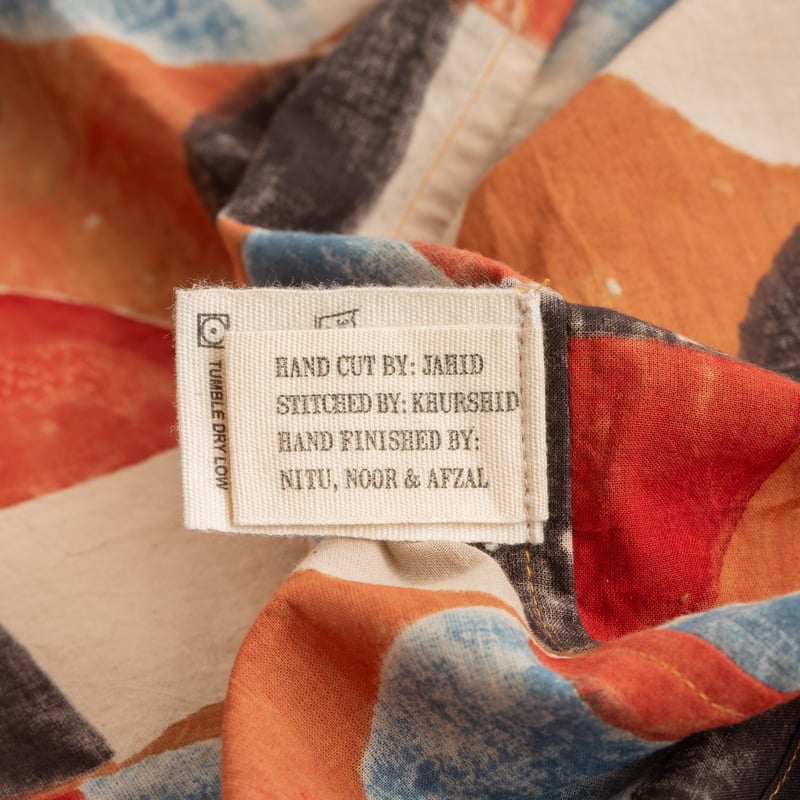 HAND CUT BY: JAHID
STITCHED BY: KHURSHID
HAND FINISHED BY:
NITU, NOOR & AFZAL
TUMBLE DRY LOW